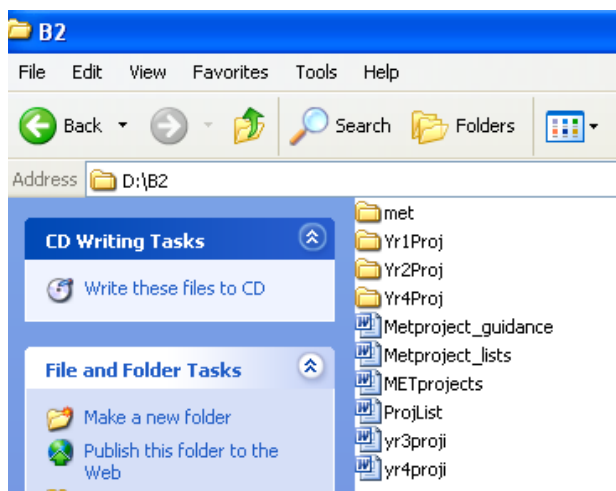 B2
File Edit View Favorites Tools Help
Back Search Folders
Address D:\B2
CD Writing Tasks
Write these files to CD
File and Folder Tasks
Make a new folder
Publish this folder to the
Web
met
Yr1Proj
Yr2Proj
Yr4Proj
Metproject_guidance
Metproject_lists
METprojects
ProjList
yr3proji
yr4proji